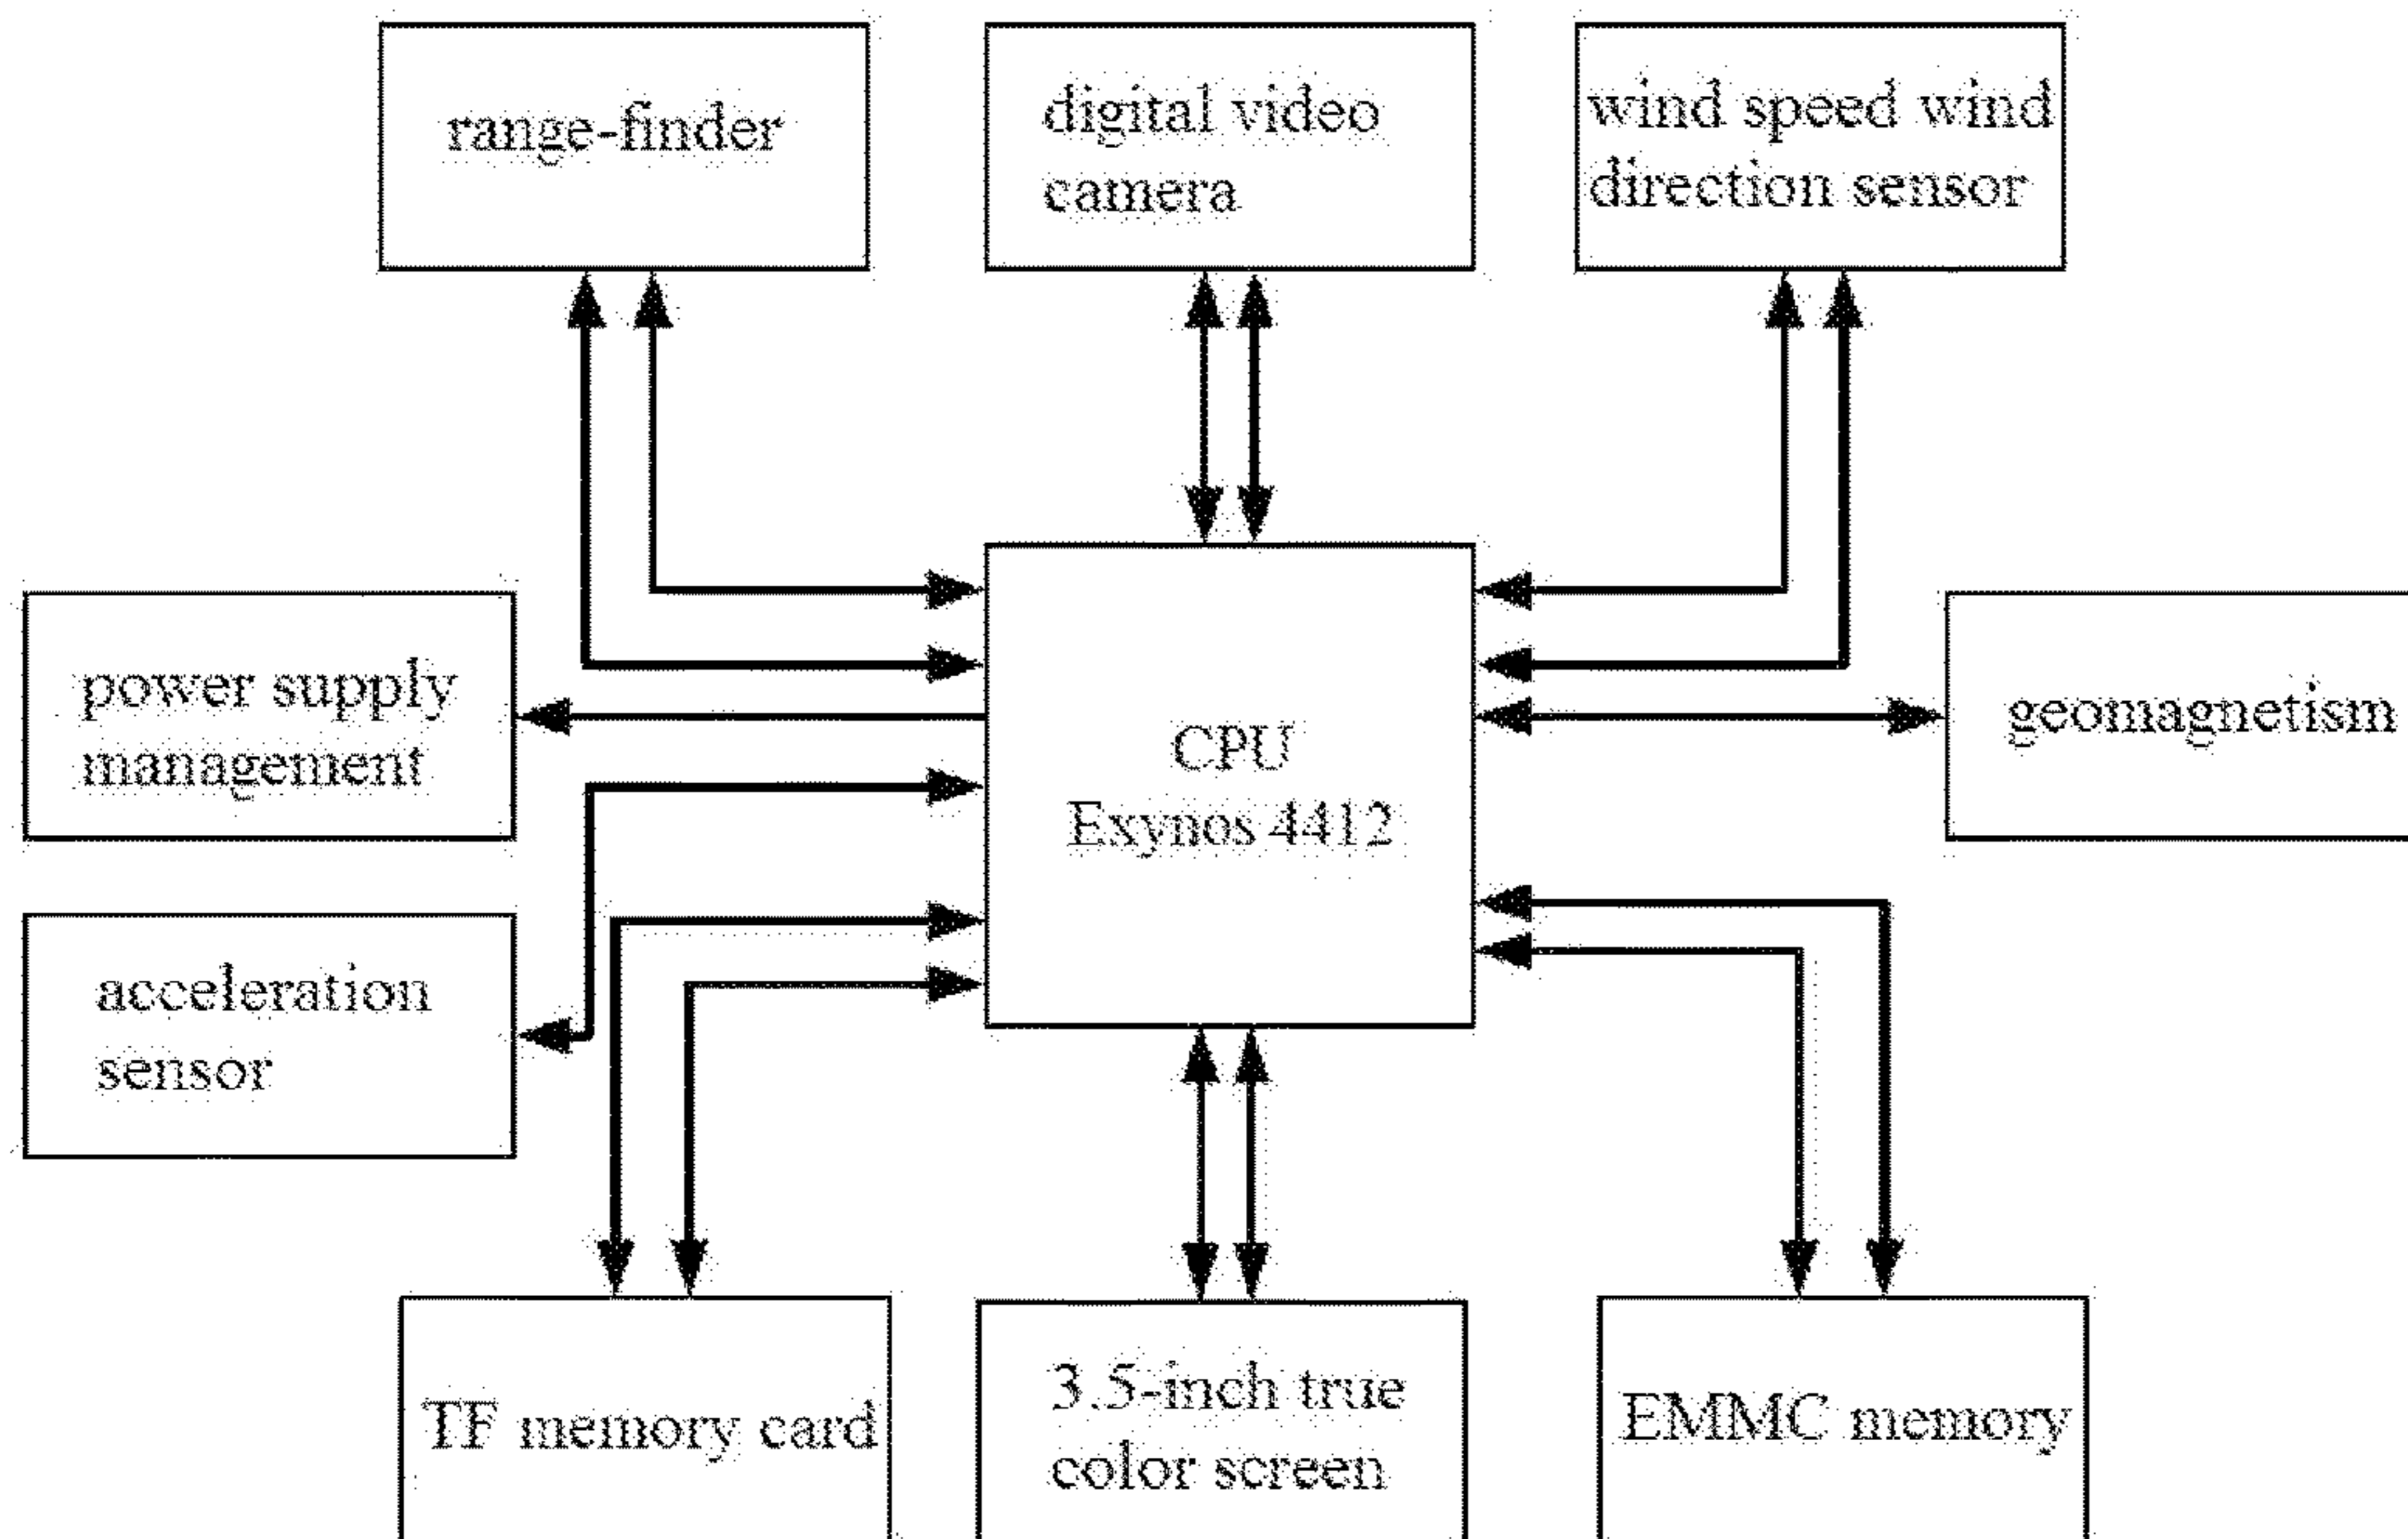 range-finder
digital video
camera
wind speed wind
direction sensor
power supply
management
CPU
Exynos 4412
geomagnetism
acceleration
sensor
TF memory card
3.5-inch true
color screen
EMMC memory